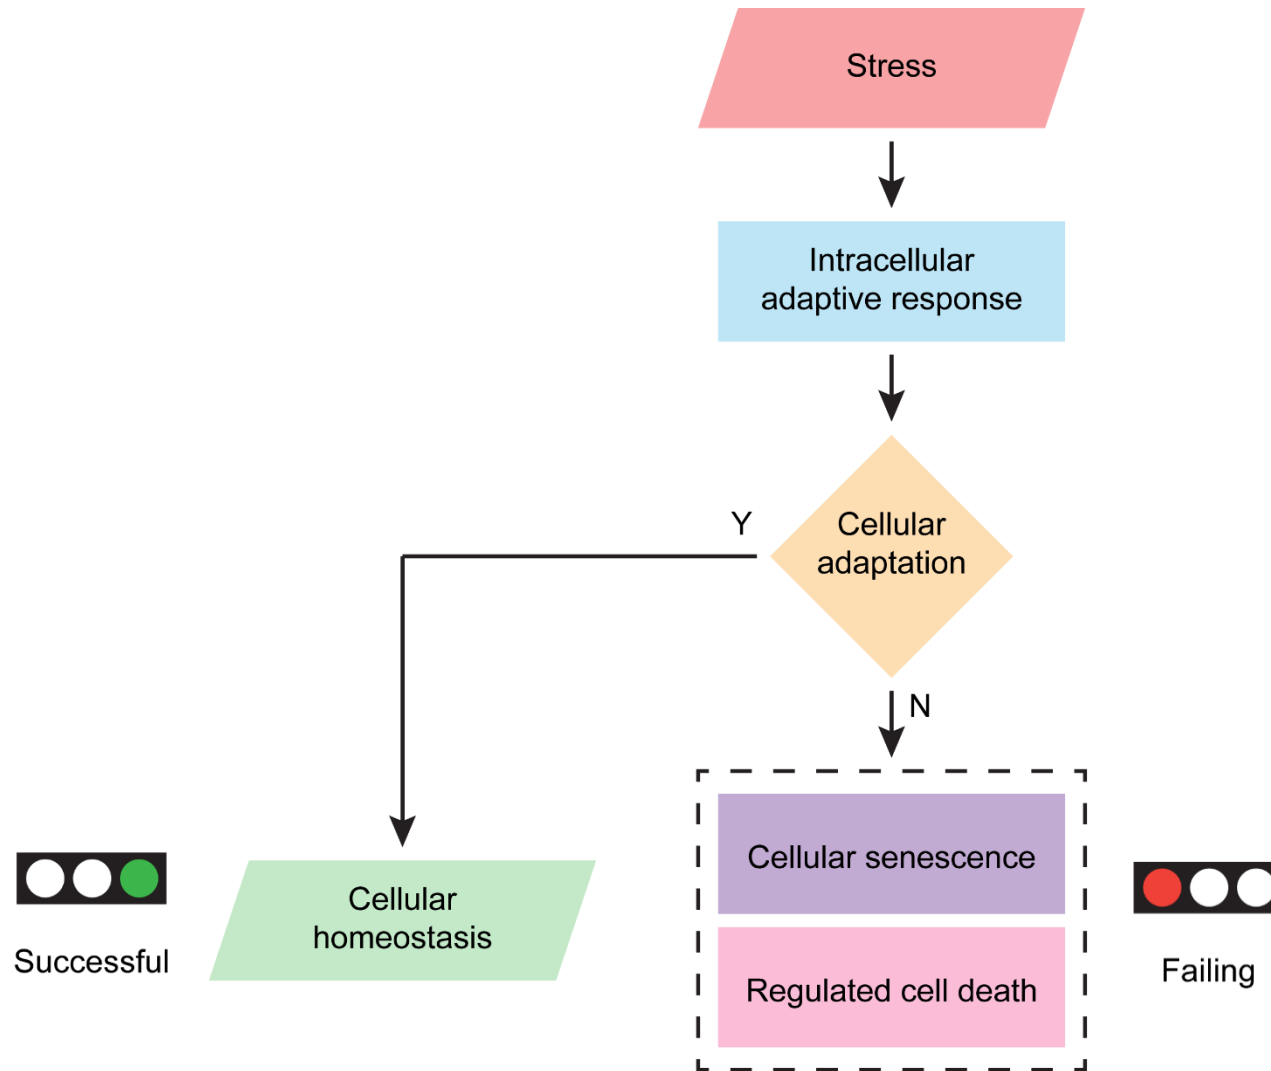 Stress
Intracellular
adaptive response
Cellular
adaptation
Y
N
Cellular senescence
Regulated cell death
Cellular
homeostasis
Successful
Failing